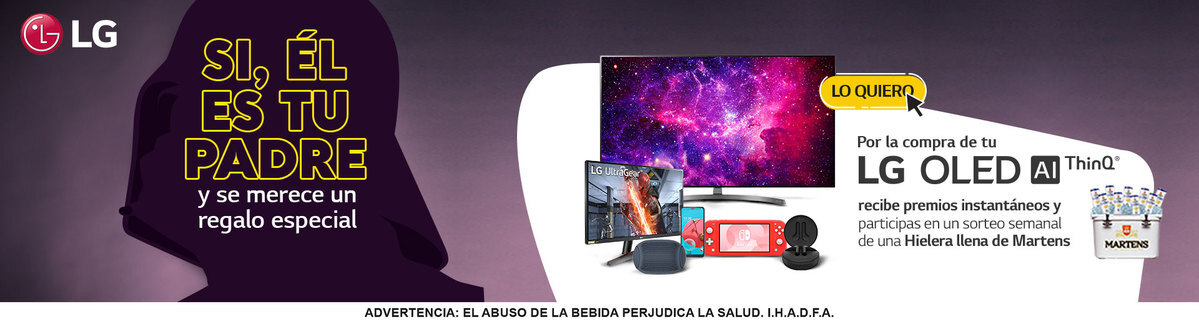 LG
SI, ÉL
ES TU
PADRE
y se merece un
regalo especial
LG UltraGear
LO QUIERO
Por la compra de tu
LG OLED AI ThinQ®
recibe premios instantáneos y
participas en un sorteo semanal
de una Hielera llena de Martens
MARTENS
ADVERTENCIA: EL ABUSO DE LA BEBIDA PERJUDICA LA SALUD. I.H.A.D.F.A.